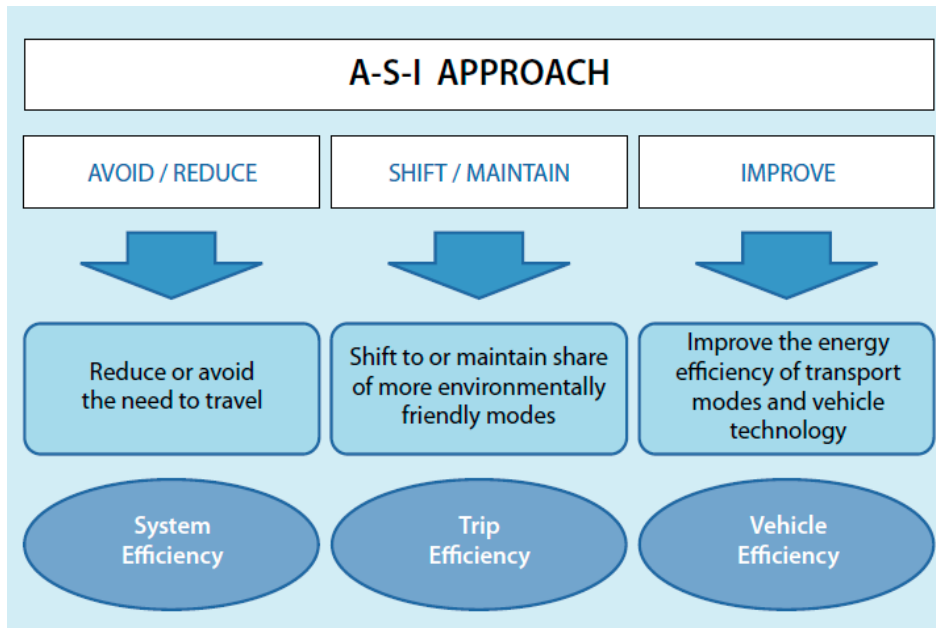 A-S-I APPROACH
AVOID / REDUCE
SHIFT / MAINTAIN
IMPROVE
Reduce or avoid
the need to travel
Shift to or maintain share
of more environmentally
friendly modes
Improve the energy
efficiency of transport
modes and vehicle
technology
System
Efficiency
Trip
Efficiency
Vehicle
Efficiency